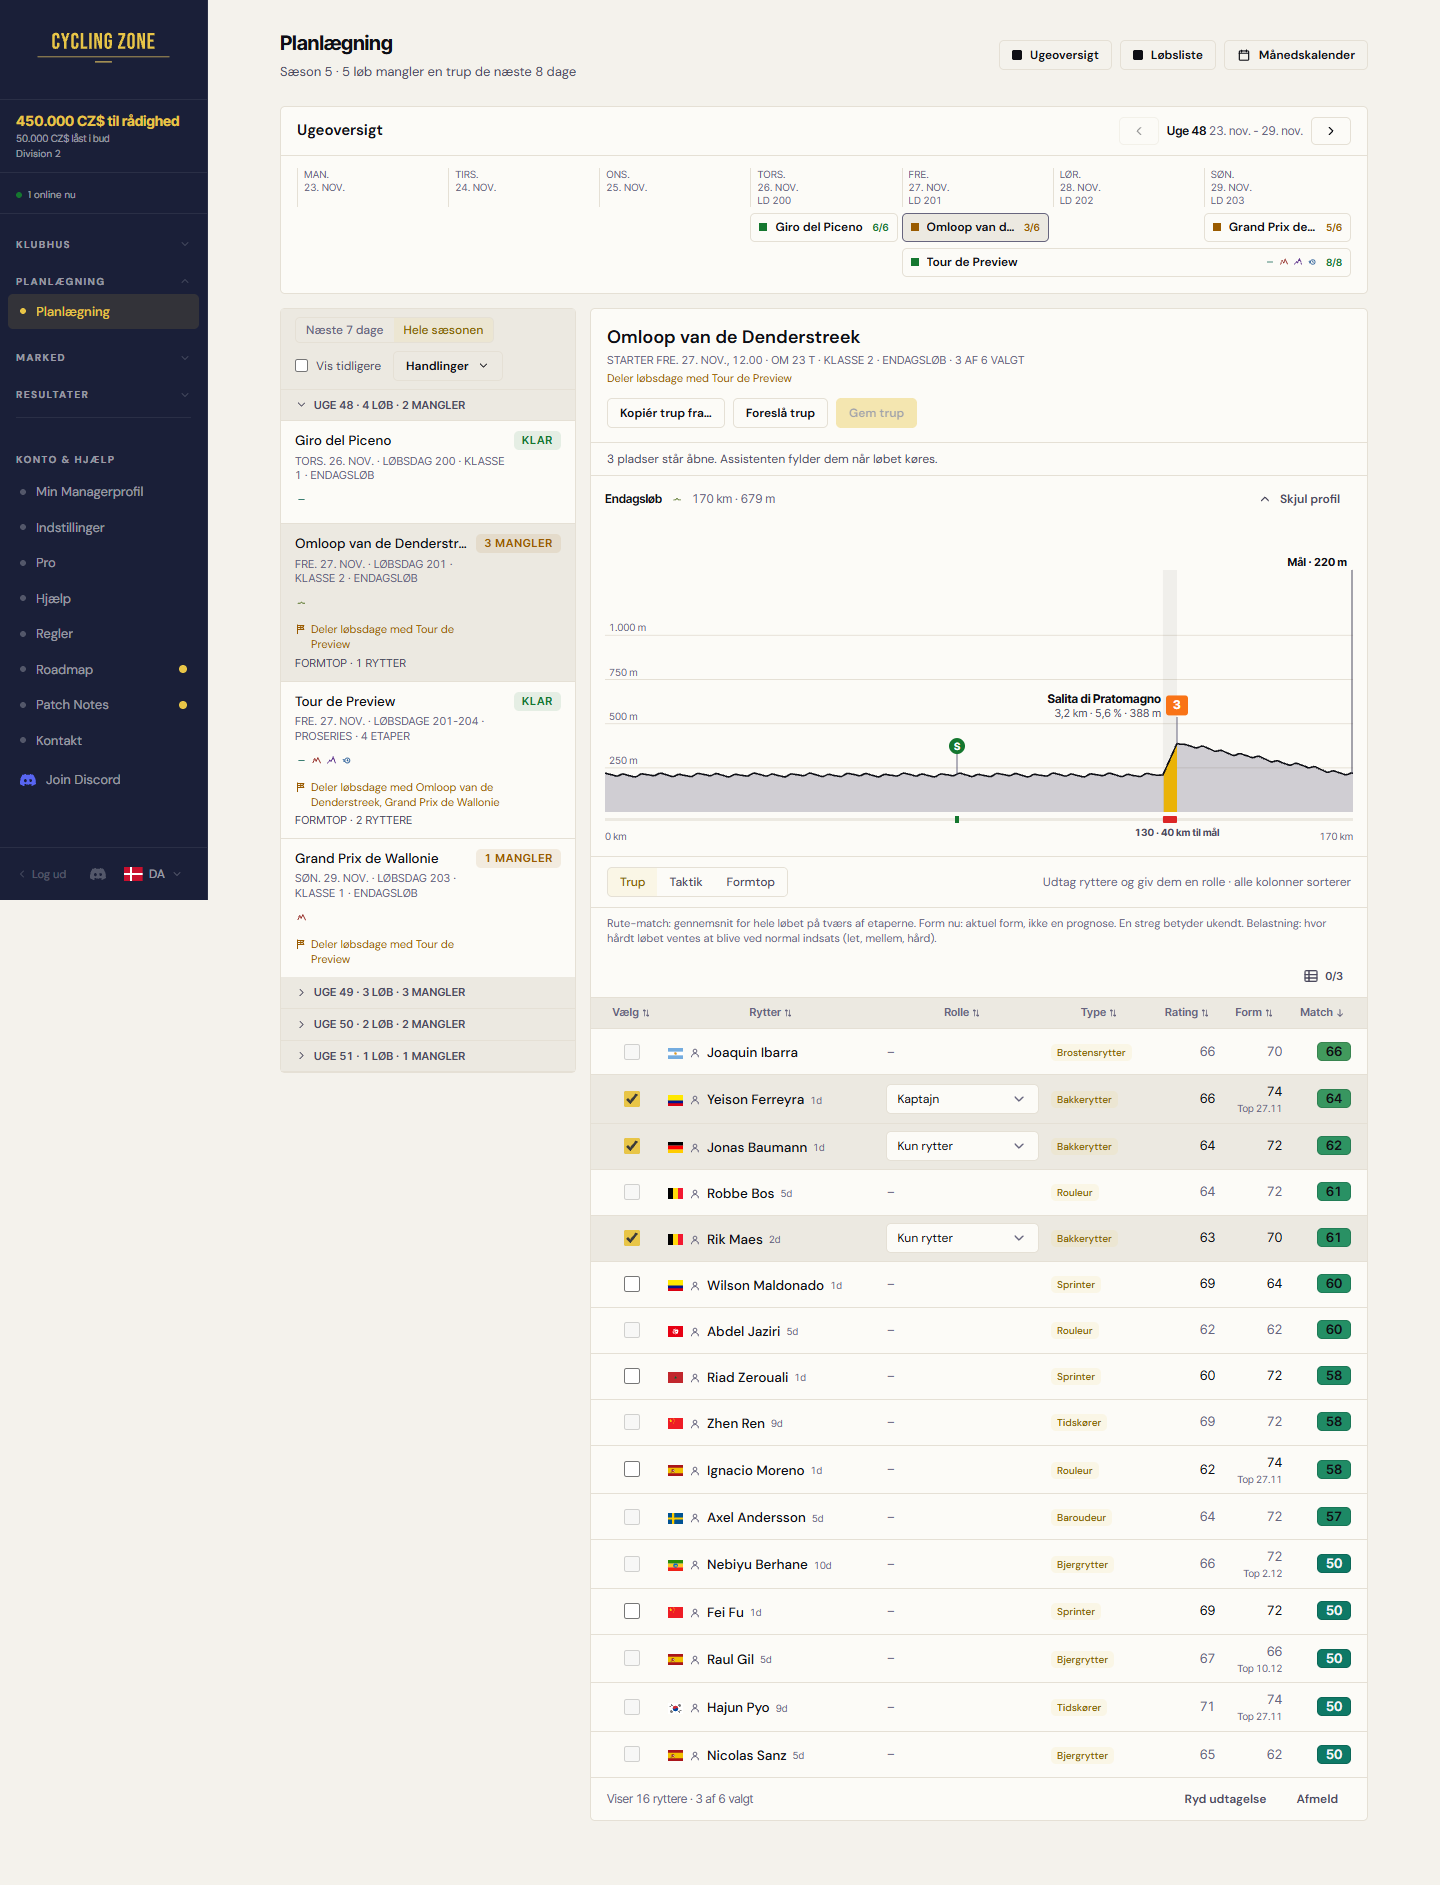 CYCLING ZONE
450.000 CZ$ til rådighed
50.000 CZ$ låst i bud
Division 2
1 online nu
KLUBHUS
PLANLÆGNING
Planlægning
MARKED
RESULTATER
KONTO & HJÆLP
Min Managerprofil
Indstillinger
Pro
Hjælp
Regler
Roadmap
Patch Notes
Kontakt
Join Discord
Log ud
DA
Planlægning
Sæson 5 · 5 løb mangler en trup de næste 8 dage
Ugeoversigt
Løbsliste
Månedskalender
Ugeoversigt
Uge 48 23. nov. - 29. nov.
MAN.
23. NOV.
TIRS.
24. NOV.
ONS.
25. NOV.
TORS.
26. NOV.
LD 200
FRE.
27. NOV.
LD 201
LØR.
28. NOV.
LD 202
SØN.
29. NOV.
LD 203
Giro del Piceno 6/6
Omloop van d... 3/6
Grand Prix de... 5/6
Tour de Preview 8/8
Næste 7 dage
Hele sæsonen
Vis tidligere
Handlinger
UGE 48 · 4 LØB · 2 MANGLER
Giro del Piceno
KLAR
TORS. 26. NOV. · LØBSDAG 200 · KLASSE
1 · ENDAGSLØB
Omloop van de Denderstr...
3 MANGLER
FRE. 27. NOV. · LØBSDAG 201 ·
KLASSE 2 · ENDAGSLØB
Deler løbsdage med Tour de
Preview
FORMTOP · 1 RYTTER
Tour de Preview
KLAR
FRE. 27. NOV. · LØBSDAGE 201-204 ·
PROSERIES · 4 ETAPER
Deler løbsdage med Omloop van de
Denderstreek, Grand Prix de Wallonie
FORMTOP · 2 RYTTERE
Grand Prix de Wallonie
1 MANGLER
SØN. 29. NOV. · LØBSDAG 203 ·
KLASSE 1 · ENDAGSLØB
Deler løbsdage med Tour de
Preview
UGE 49 · 3 LØB · 3 MANGLER
UGE 50 · 2 LØB · 2 MANGLER
UGE 51 · 1 LØB · 1 MANGLER
Omloop van de Denderstreek
STARTER FRE. 27. NOV., 12.00 · OM 23 T · KLASSE 2 · ENDAGSLØB · 3 AF 6 VALGT
Deler løbsdage med Tour de Preview
Kopiér trup fra...
Foreslå trup
Gem trup
3 pladser står åbne. Assistenten fylder dem når løbet køres.
Endagsløb 170 km · 679 m
Skjul profil
Mål · 220 m
1.000 m
750 m
500 m
250 m
Salita di Pratomagno
3,2 km · 5,6 % · 388 m
3
S
0 km
130 · 40 km til mål
170 km
Trup
Taktik
Formtop
Udtag ryttere og giv dem en rolle · alle kolonner sorterer
Rute-match: gennemsnit for hele løbet på tværs af etaperne. Form nu: aktuel form, ikke en prognose. En streg betyder ukendt. Belastning: hvor
hårdt løbet ventes at blive ved normal indsats (let, mellem, hård).
0/3
Vælg ⇅ Rytter ⇅ Rolle ⇅ Type ⇅ Rating ⇅ Form ⇅ Match ↓
Joaquin Ibarra – Brostensrytter 66 70 66
Yeison Ferreyra 1d Kaptajn Bakkerytter 66 74 64
Top 27.11
Jonas Baumann 1d Kun rytter Bakkerytter 64 72 62
Robbe Bos 5d – Rouleur 64 72 61
Rik Maes 2d Kun rytter Bakkerytter 63 70 61
Wilson Maldonado 1d – Sprinter 69 64 60
Abdel Jaziri 5d – Rouleur 62 62 60
Riad Zerouali 1d – Sprinter 60 72 58
Zhen Ren 9d – Tidskører 69 72 58
Ignacio Moreno 1d – Rouleur 62 74 58
Top 27.11
Axel Andersson 5d – Baroudeur 64 72 57
Nebiyu Berhane 10d – Bjergrytter 66 72 50
Top 2.12
Fei Fu 1d – Sprinter 69 72 50
Raul Gil 5d – Bjergrytter 67 66 50
Top 10.12
Hajun Pyo 9d – Tidskører 71 74 50
Top 27.11
Nicolas Sanz 5d – Bjergrytter 65 62 50
Viser 16 ryttere · 3 af 6 valgt
Ryd udtagelse
Afmeld